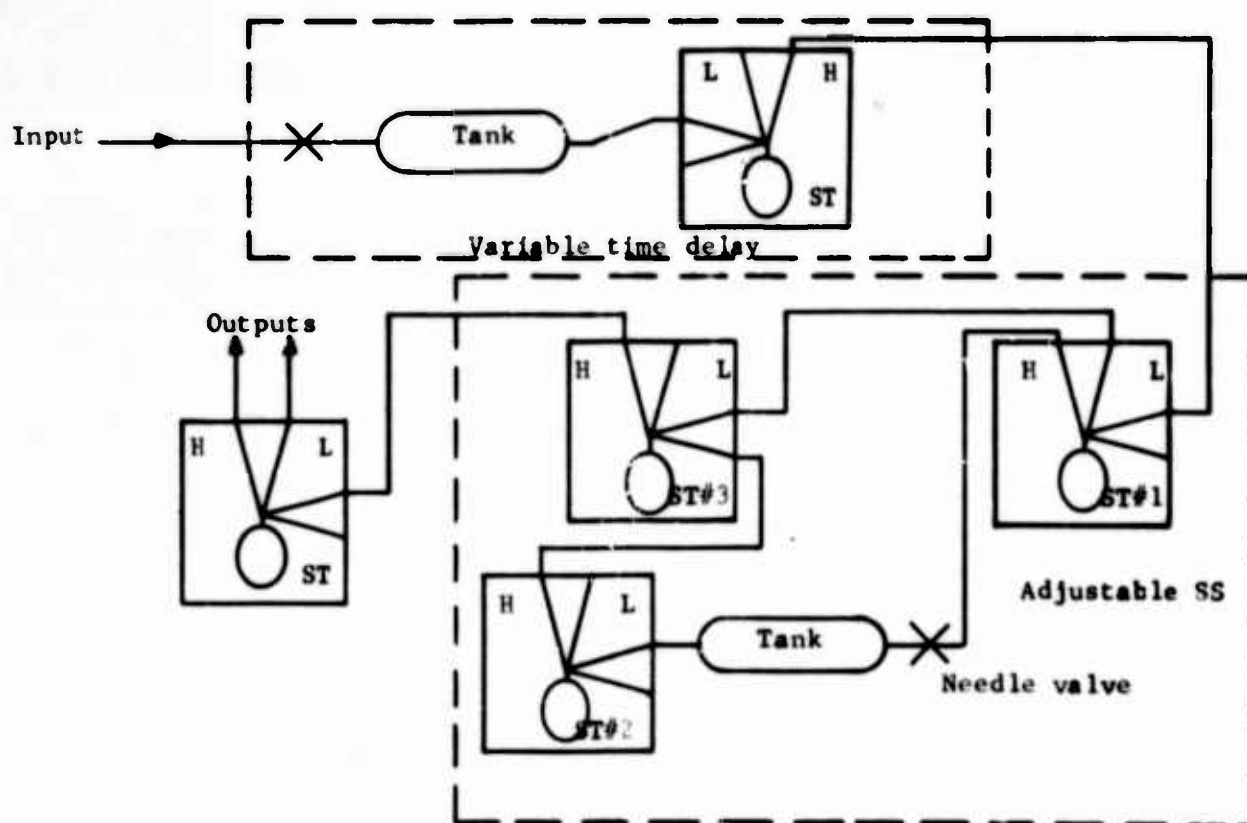 L H
Input
Tank
ST
Variable time delay
Outputs
H L
H L
H L
ST#3
ST#1
ST
H L
Adjustable SS
Tank
Needle valve
ST#2